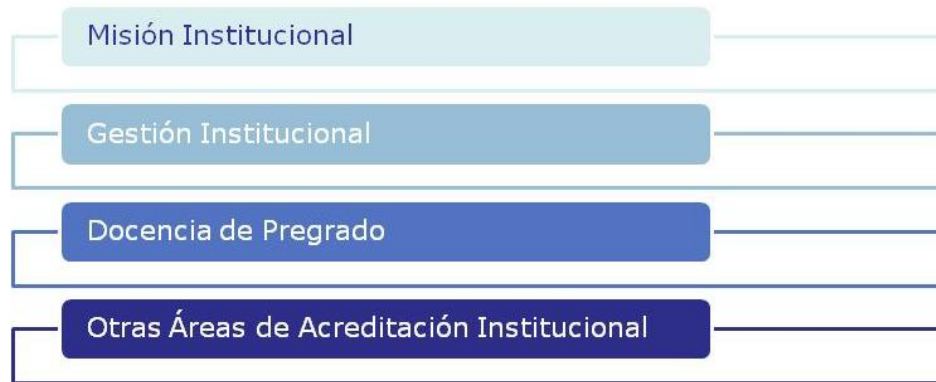 Misión Institucional
Gestión Institucional
Docencia de Pregrado
Otras Áreas de Acreditación Institucional